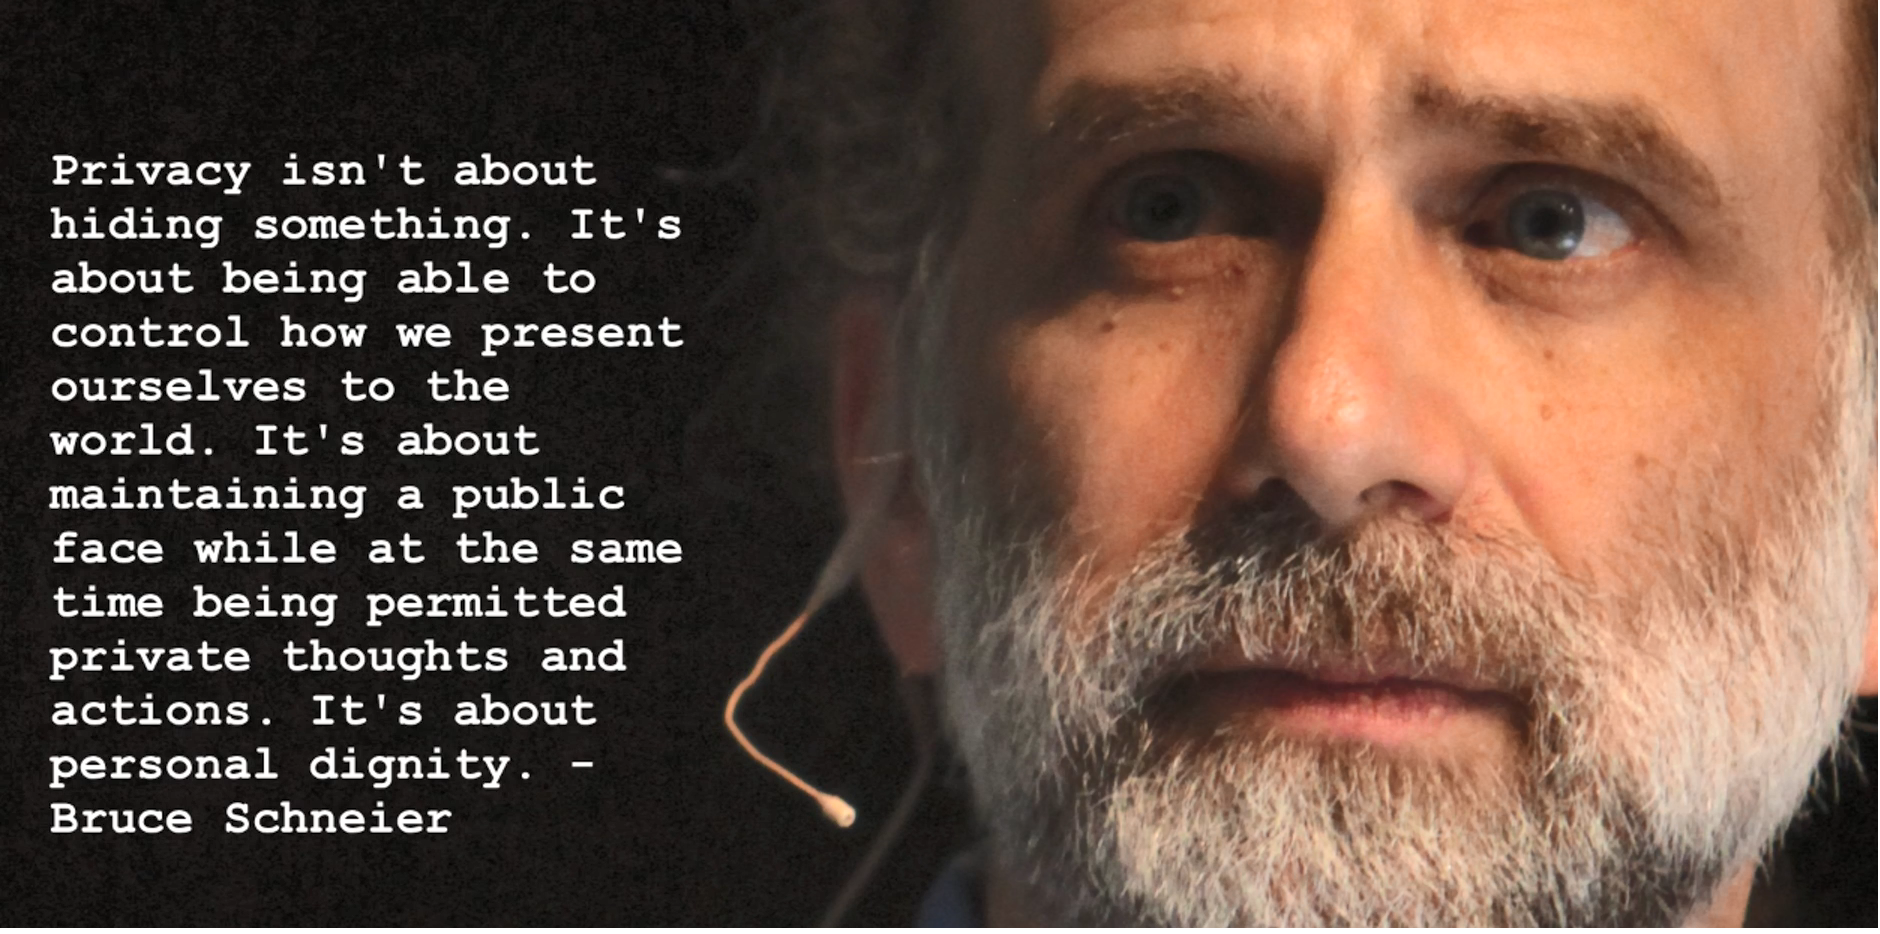 Privacy isn't about
hiding something. It's
about being able to
control how we present
ourselves to the
world. It's about
maintaining a public
face while at the same
time being permitted
private thoughts and
actions. It's about
personal dignity. -
Bruce Schneier